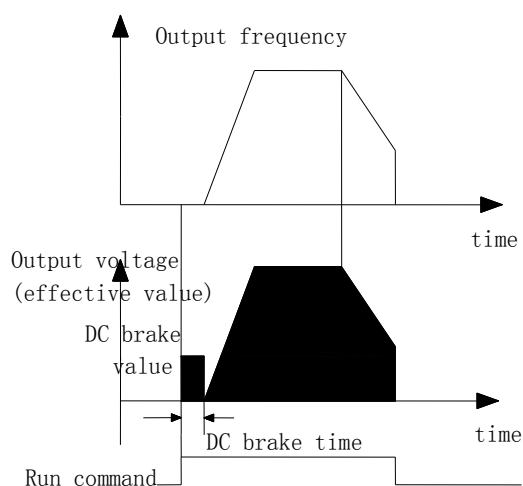 Output frequency
time
Output voltage
(effective value)
DC brake
value
time
DC brake time
Run command